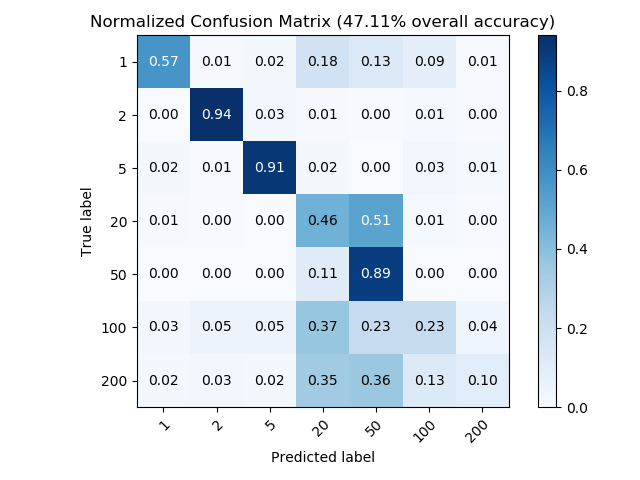 Normalized Confusion Matrix (47.11% overall accuracy)
1 0.57 0.01 0.02 0.18 0.13 0.09 0.01
2 0.00 0.94 0.03 0.01 0.00 0.01 0.00
5 0.02 0.01 0.91 0.02 0.00 0.03 0.01
20 0.01 0.00 0.00 0.46 0.51 0.01 0.00
50 0.00 0.00 0.00 0.11 0.89 0.00 0.00
100 0.03 0.05 0.05 0.37 0.23 0.23 0.04
200 0.02 0.03 0.02 0.35 0.36 0.13 0.10
True label
1 2 5 20 50 100 200
Predicted label
0.8
0.6
0.4
0.2
0.0